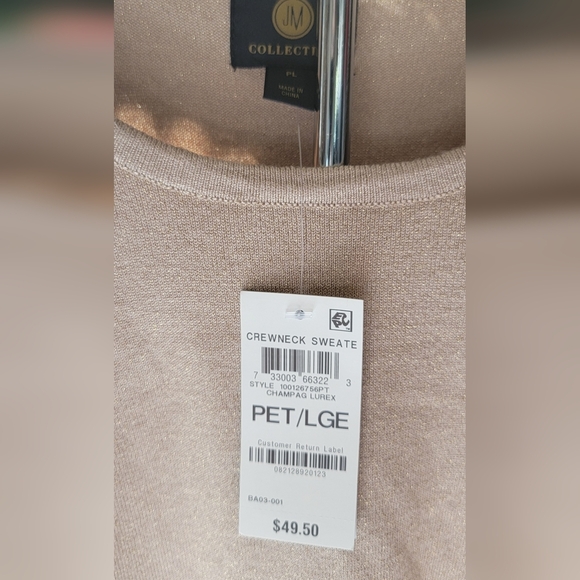 JM
COLLECTI
PL
MADE IN
CHINA
CREWNECK SWEATE
7 33003 66322 3
STYLE 100126756PT
CHAMPAG LUREX
PET/LGE
Customer Return Label
082128920123
BA03-001
$49.50